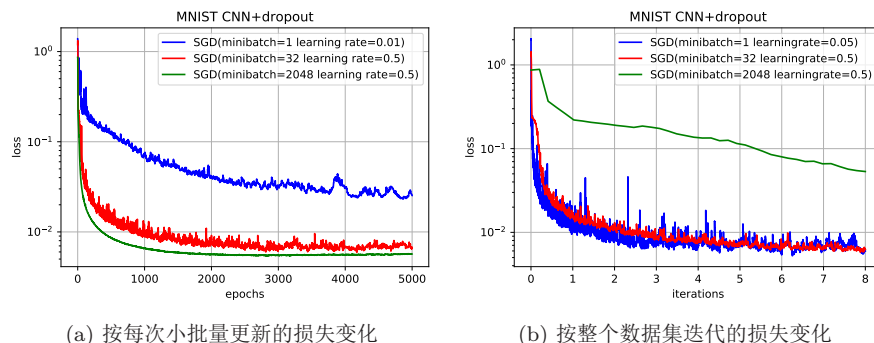 MNIST CNN+dropout
SGD(minibatch=1 learning rate=0.01)
SGD(minibatch=32 learning rate=0.5)
SGD(minibatch=2048 learning rate=0.5)
10⁰
10⁻¹
10⁻²
loss
0 1000 2000 3000 4000 5000
epochs
(a) 按每次小批量更新的损失变化
MNIST CNN+dropout
SGD(minibatch=1 learningrate=0.05)
SGD(minibatch=32 learningrate=0.5)
SGD(minibatch=2048 learningrate=0.5)
10⁰
10⁻¹
10⁻²
loss
0 1 2 3 4 5 6 7 8
iterations
(b) 按整个数据集迭代的损失变化